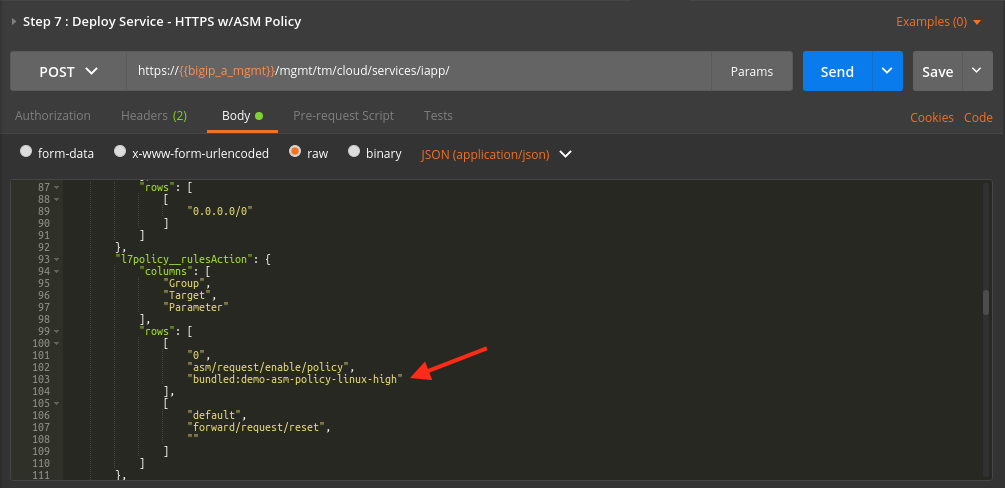 Step 7 : Deploy Service - HTTPS w/ASM Policy
Examples (0)
POST
https://{{bigip_a_mgmt}}/mgmt/tm/cloud/services/iapp/
Params
Send
Save
Authorization
Headers (2)
Body
Pre-request Script
Tests
Cookies
Code
form-data
x-www-form-urlencoded
raw
binary
JSON (application/json)
87 "rows": [
88 [
89 "0.0.0.0/0"
90 ]
91 ]
92 },
93 "l7policy__rulesAction": {
94 "columns": [
95 "Group",
96 "Target",
97 "Parameter"
98 ],
99 "rows": [
100 [
101 "0",
102 "asm/request/enable/policy",
103 "bundled:demo-asm-policy-linux-high"
104 ],
105 [
106 "default",
107 "forward/request/reset",
108 ""
109 ]
110 ]
111 },